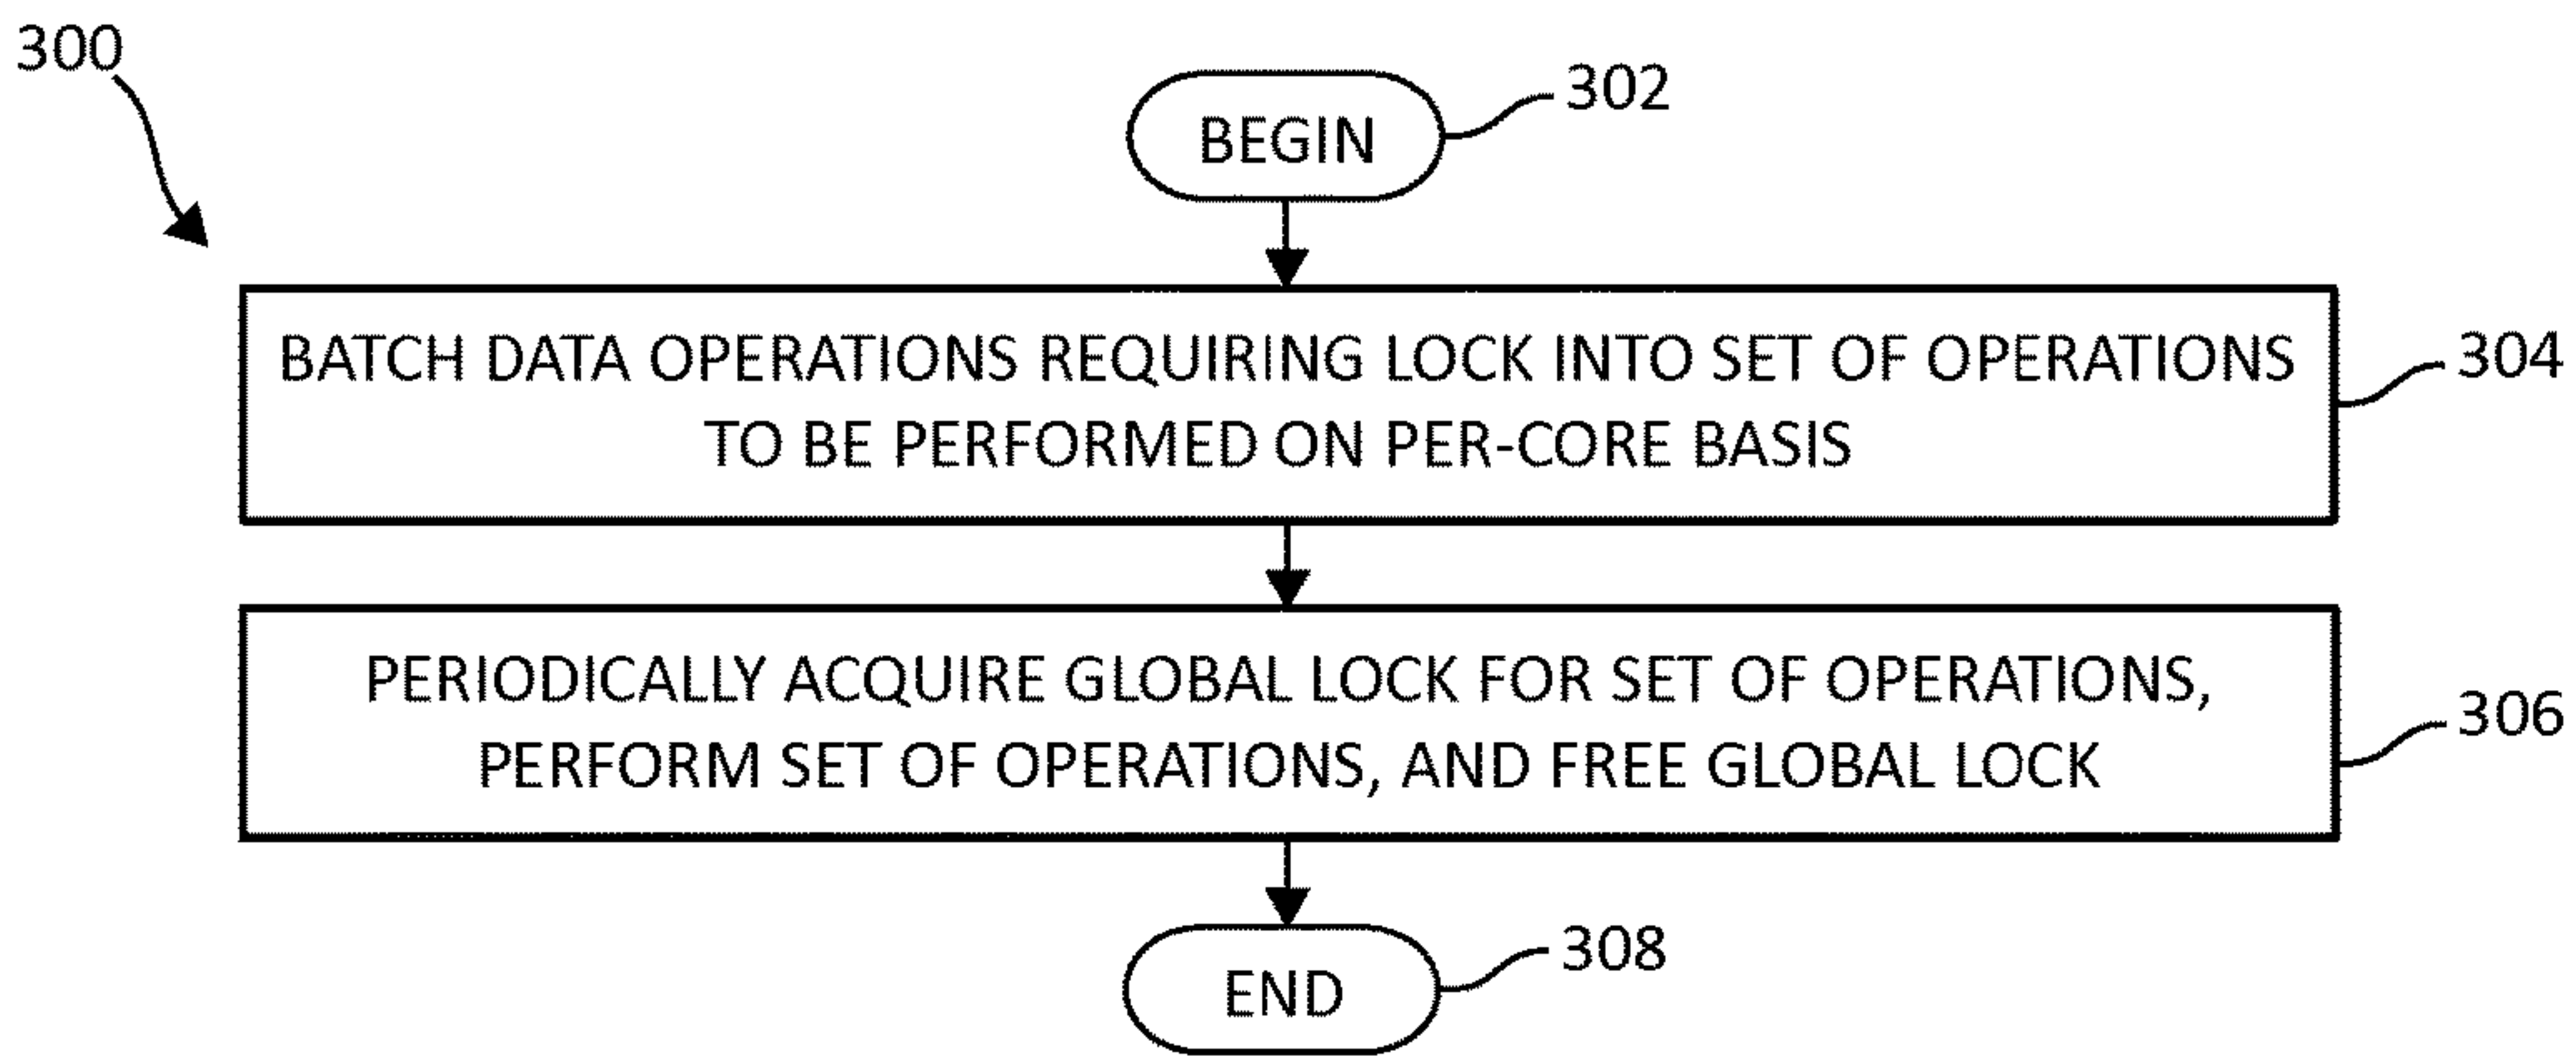 300
BEGIN
302
BATCH DATA OPERATIONS REQUIRING LOCK INTO SET OF OPERATIONS
TO BE PERFORMED ON PER-CORE BASIS
304
PERIODICALLY ACQUIRE GLOBAL LOCK FOR SET OF OPERATIONS,
PERFORM SET OF OPERATIONS, AND FREE GLOBAL LOCK
306
END
308